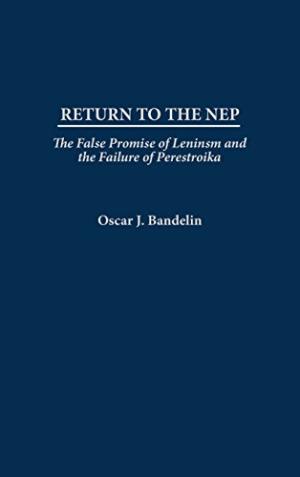 RETURN TO THE NEP
The False Promise of Leninsm and
the Failure of Perestroika
Oscar J. Bandelin